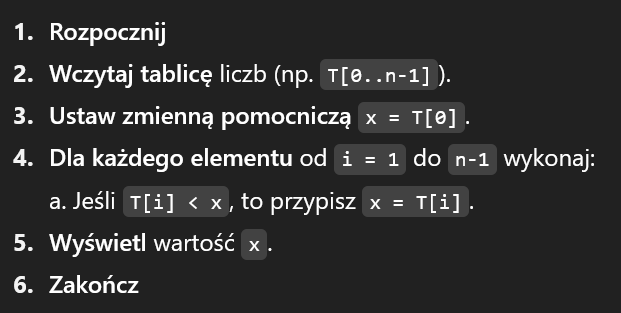 1. Rozpocznij
2. Wczytaj tablicę liczb (np. T[0..n-1]).
3. Ustaw zmienną pomocniczą x = T[0].
4. Dla każdego elementu od i = 1 do n-1 wykonaj:
a. Jeśli T[i] < x, to przypisz x = T[i].
5. Wyświetl wartość x.
6. Zakończ